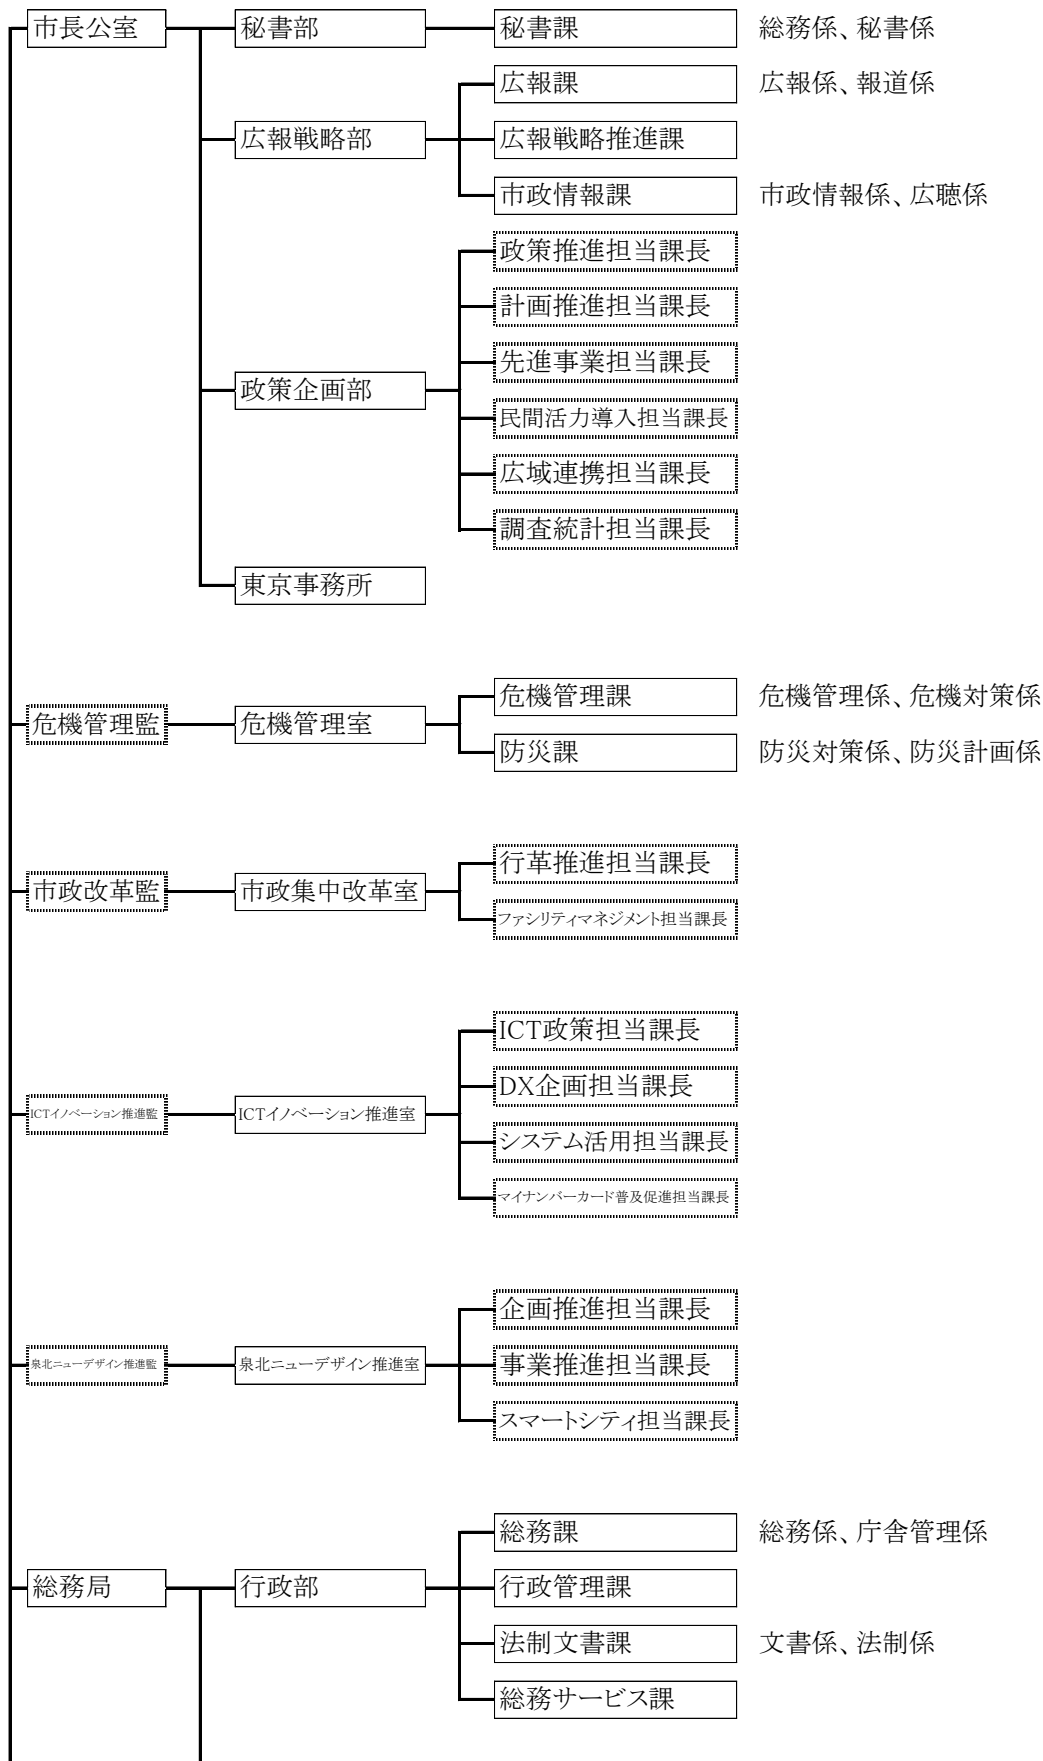 市長公室 秘書部 秘書課 総務係、秘書係
広報課 広報係、報道係
広報戦略部 広報戦略推進課
市政情報課 市政情報係、広聴係
政策推進担当課長
計画推進担当課長
先進事業担当課長
政策企画部
民間活力導入担当課長
広域連携担当課長
調査統計担当課長
東京事務所
危機管理課 危機管理係、危機対策係
危機管理監 危機管理室
防災課 防災対策係、防災計画係
行革推進担当課長
市政改革監 市政集中改革室
ファシリティマネジメント担当課長
ICT政策担当課長
DX企画担当課長
ICTイノベーション推進監 ICTイノベーション推進室
システム活用担当課長
マイナンバーカード普及促進担当課長
企画推進担当課長
泉北ニューデザイン推進監 泉北ニューデザイン推進室 事業推進担当課長
スマートシティ担当課長
総務課 総務係、庁舎管理係
総務局 行政部 行政管理課
法制文書課 文書係、法制係
総務サービス課